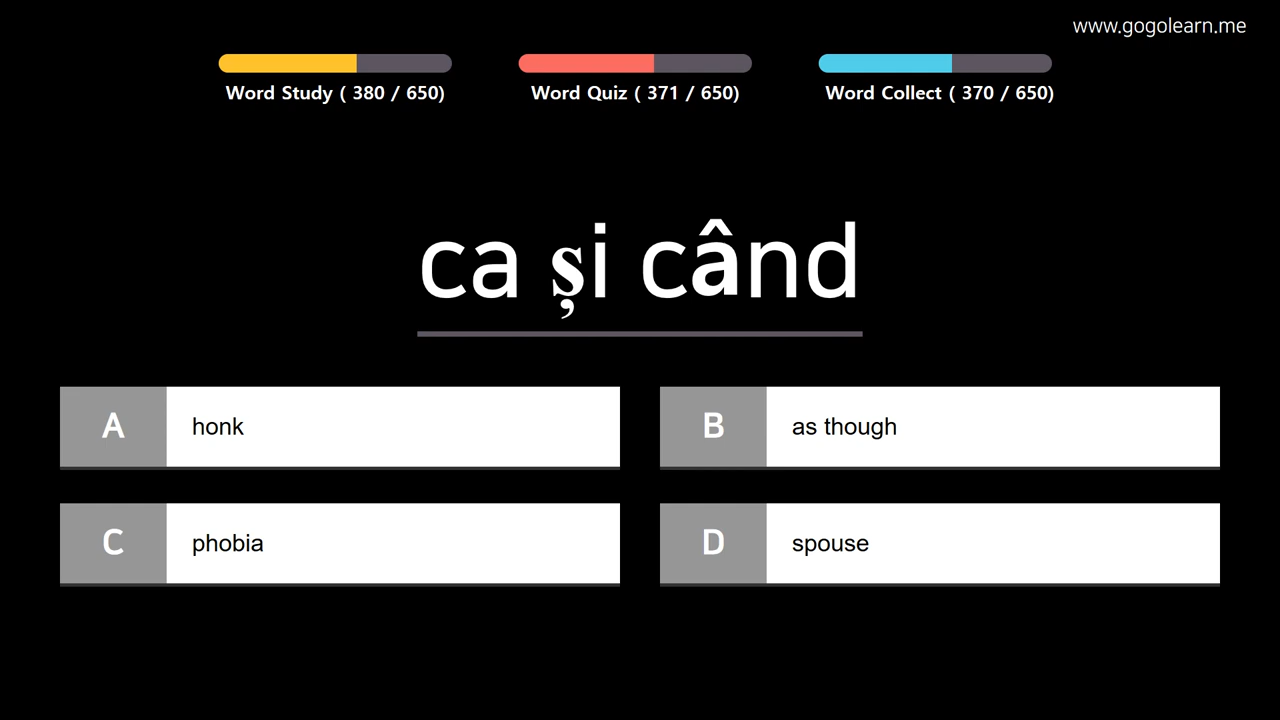 www.gogolearn.me
Word Study ( 380 / 650)
Word Quiz ( 371 / 650)
Word Collect ( 370 / 650)
ca și când
A honk
B as though
C phobia
D spouse